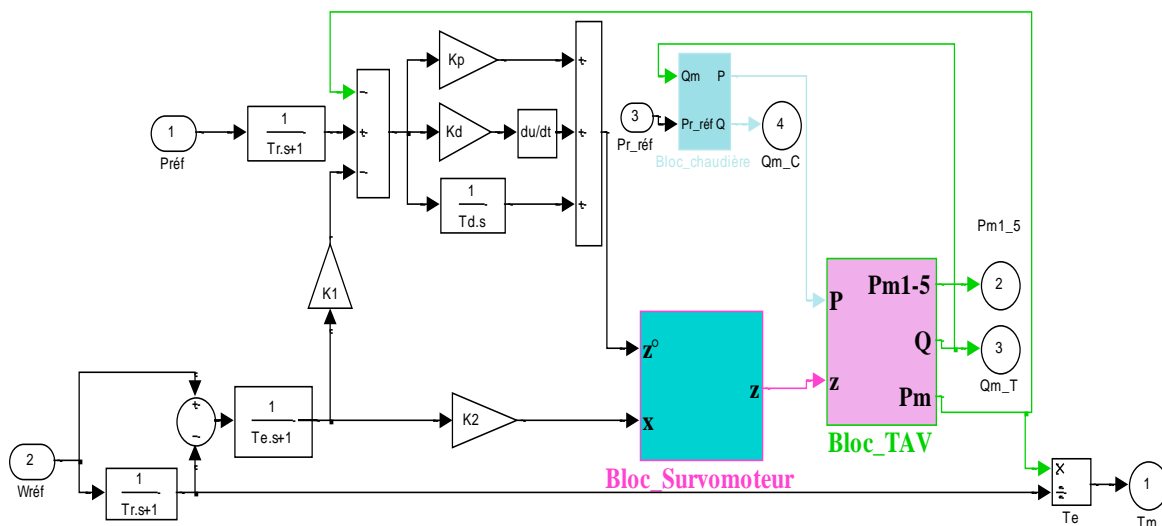 Kp
Qm P
Pr_réf Q
3
Pr_réf
Bloc_chaudière
4
Qm_C
1
Préf
1
Tr.s+1
Kd
du/dt
1
Td.s
K1
Pm1_5
2
Pm1-5
P
Q
3
Qm_T
z
Pm
Bloc_TAV
z°
z
x
Bloc_Survomoteur
1
Te.s+1
K2
2
Wréf
1
Tr.s+1
Te
1
Tm